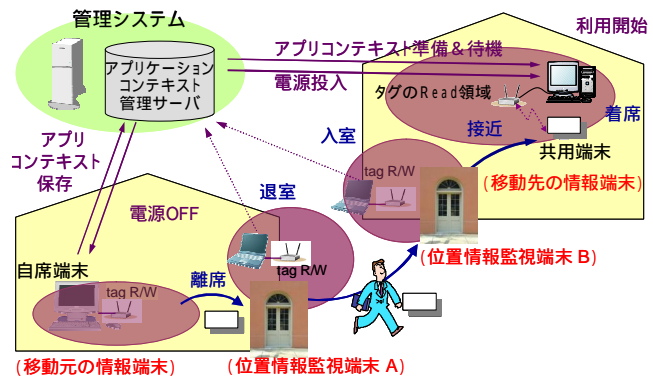 管理システム
利用開始
アプリコンテキスト準備＆待機
アプリケーション
コンテキスト
管理サーバ
電源投入
タグのRead領域
着席
アプリ
コンテキスト
保存
入室
接近
共用端末
tag R/W
(移動先の情報端末)
退室
電源OFF
(位置情報監視端末 B)
自席端末
tag R/W
離席
tag R/W
(移動元の情報端末)
(位置情報監視端末 A)